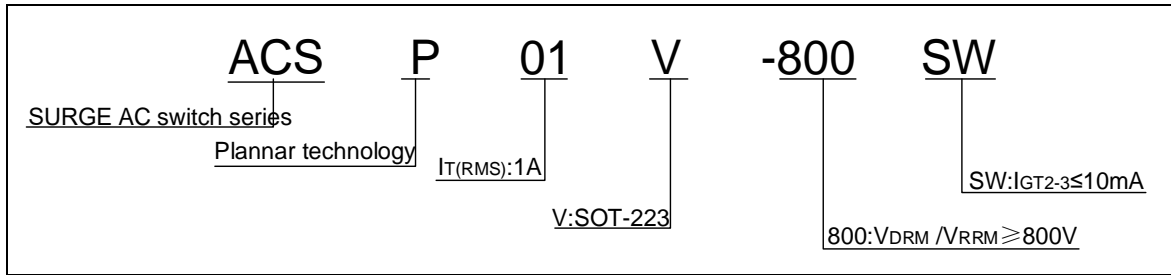 ACS P 01 V -800 SW
SURGE AC switch series
Plannar technology
IT(RMS):1A
SW:IGT2-3≤10mA
V:SOT-223
800:VDRM /VRRM≥800V